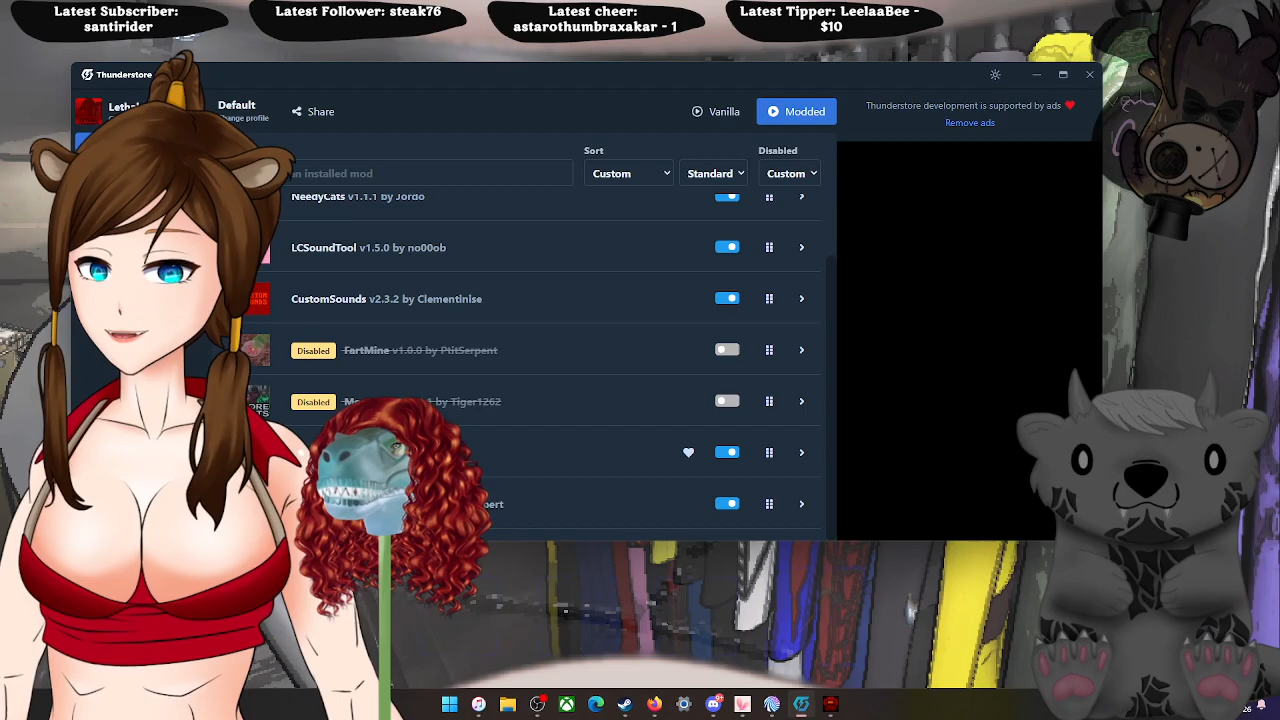 Latest Subscriber:
santirider
Latest Follower: steak76
Latest cheer:
astarothumbraxakar - 1
Latest Tipper: LeelaaBee -
$10
Thunderstore
Default
Share
Vanilla
Modded
Thunderstore development is supported by ads
Remove ads
profile
Sort
Disabled
an installed mod
Custom
Standard
Custom
NeedyCats v1.1.1 by Jordo
LCSoundTool v1.5.0 by no00ob
CustomSounds v2.3.2 by Clementinise
Disabled
FartMine v1.0.0 by PtitSerpent
Disabled
by Tiger1262
26